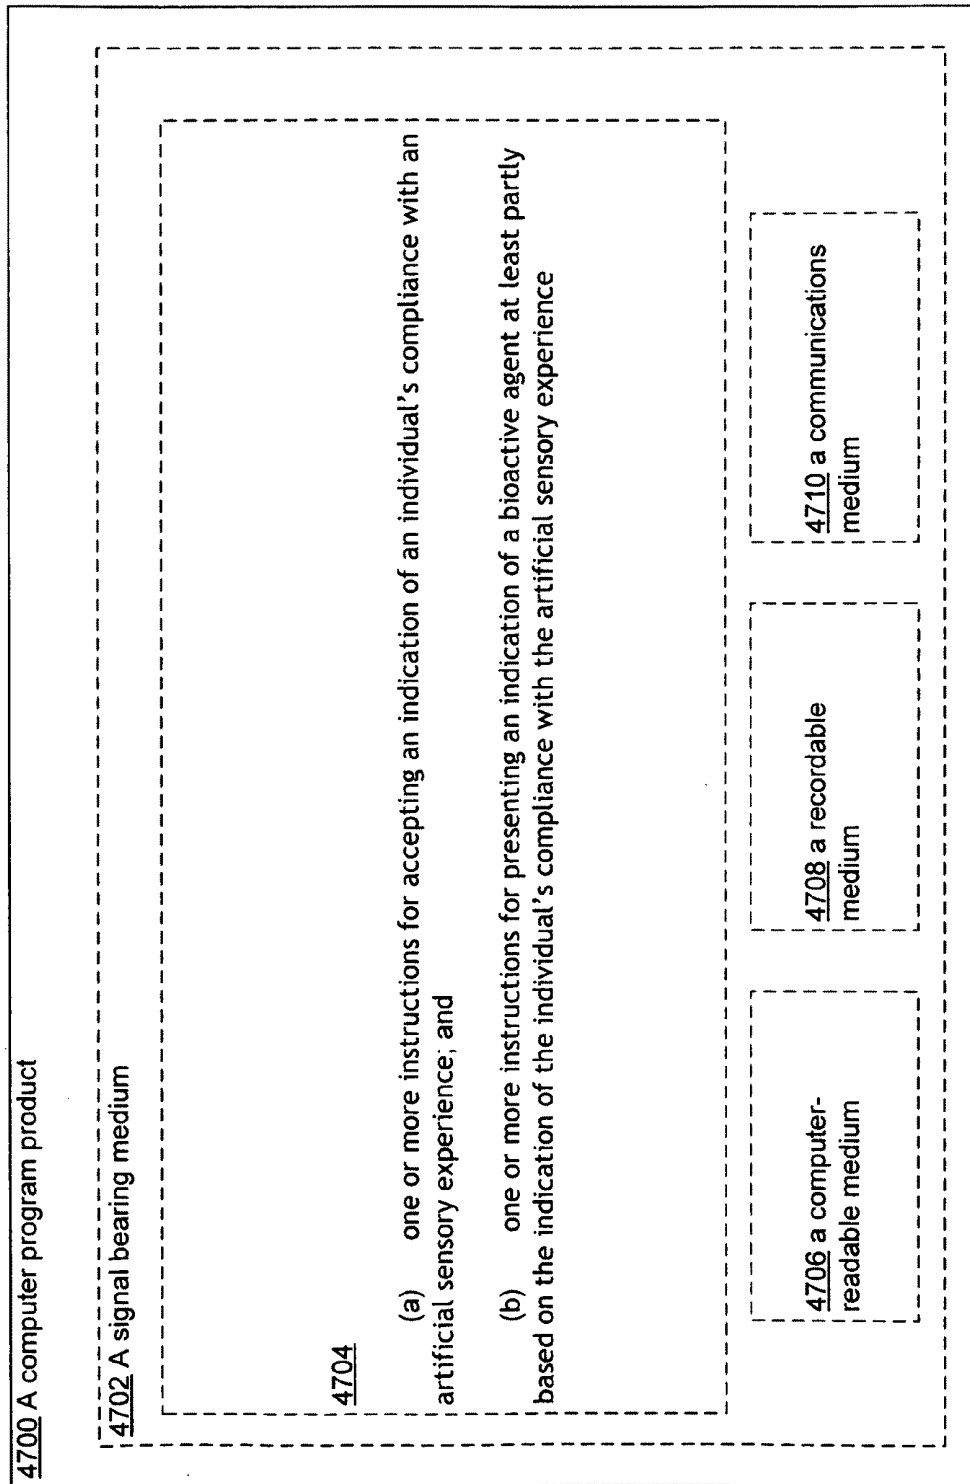 4700 A computer program product
4702 A signal bearing medium
4704
(a) one or more instructions for accepting an indication of an individual's compliance with an
artificial sensory experience; and
(b) one or more instructions for presenting an indication of a bioactive agent at least partly
based on the indication of the individual's compliance with the artificial sensory experience
4706 a computer-
readable medium
4708 a recordable
medium
4710 a communications
medium